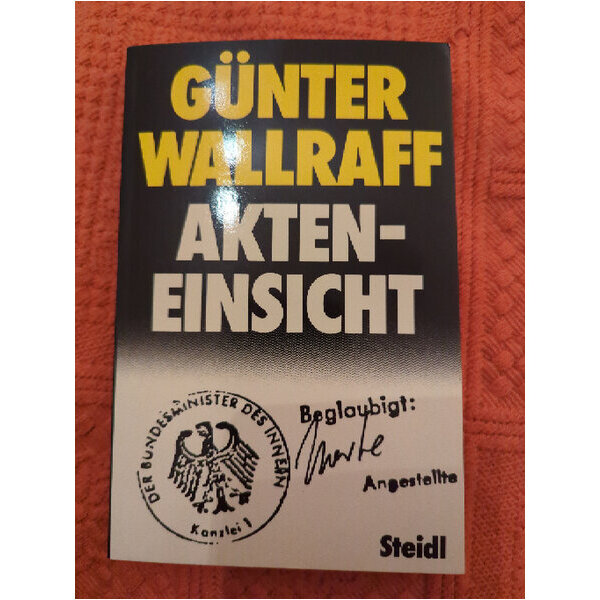 GÜNTER
WALLRAFF
AKTEN-
EINSICHT
DER BUNDESMINISTER DES INNERN
Kanzlei 1
Beglaubigt:
Angestellte
Steidl